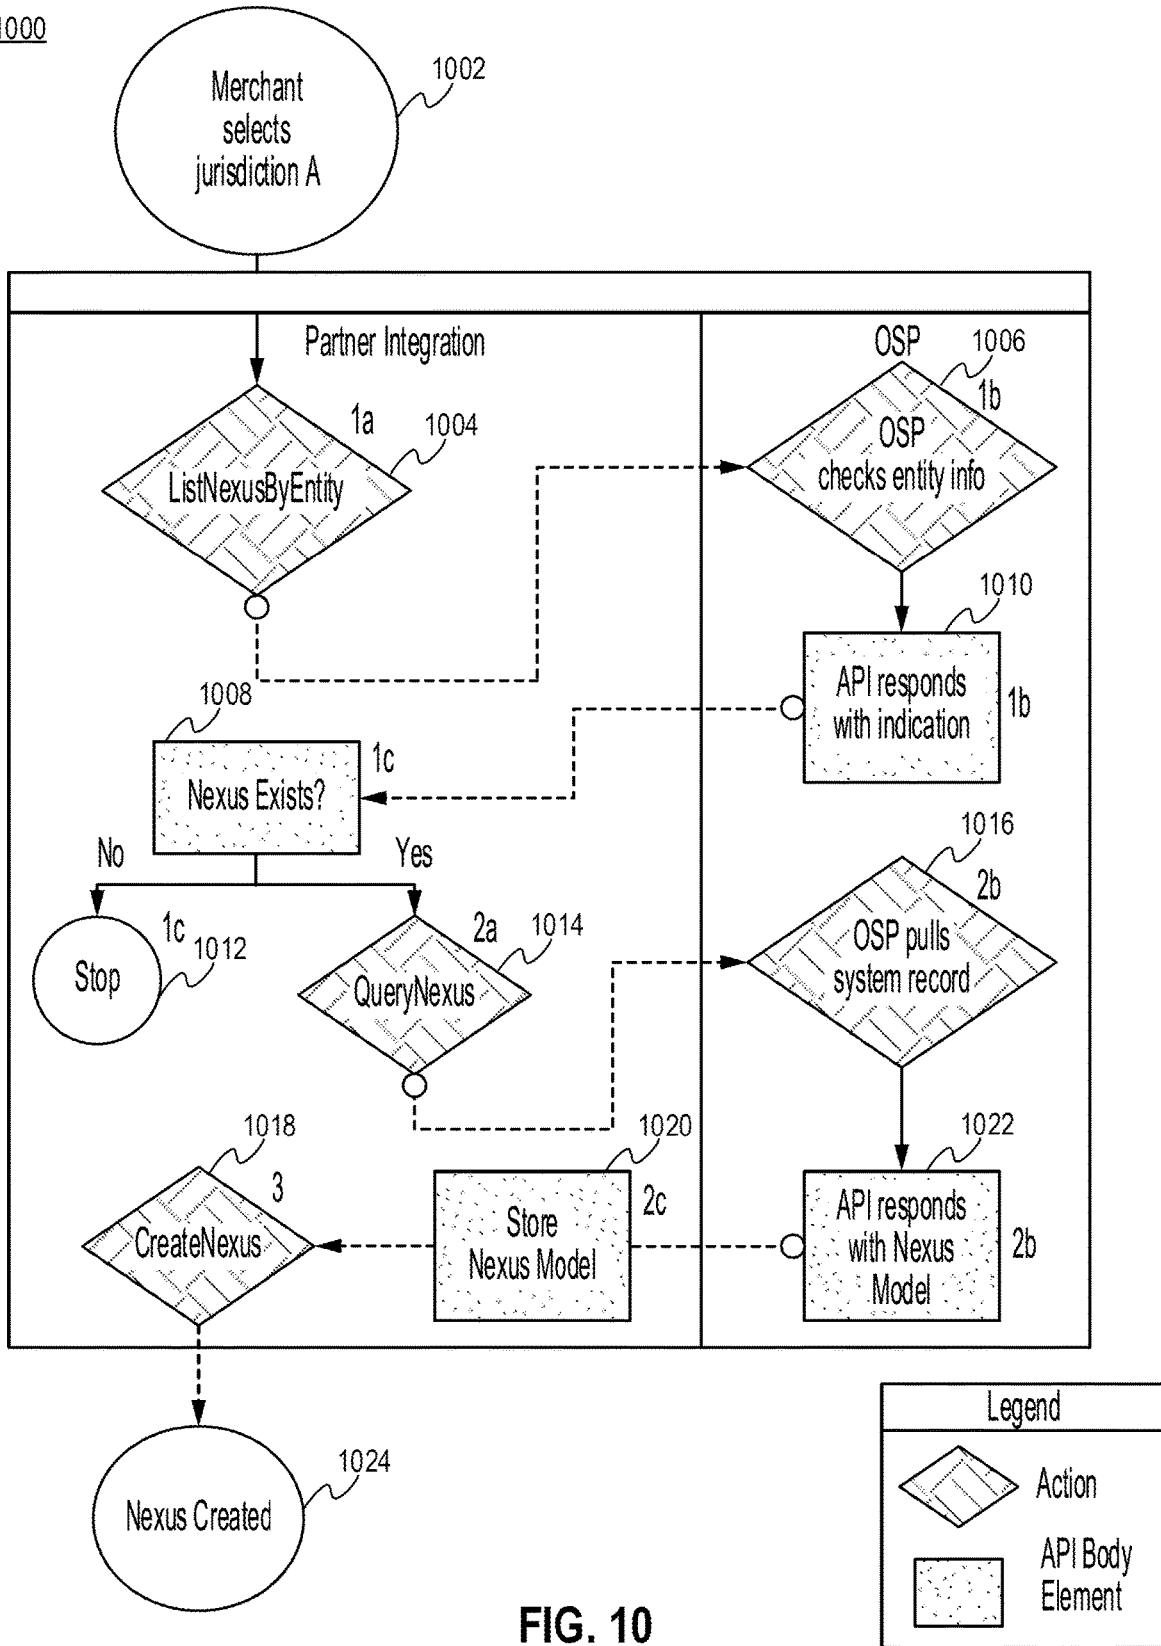 1000
Merchant
selects
jurisdiction A
1002
Partner Integration
OSP
1006
1b
1a
1004
ListNexusByEntity
OSP
checks entity info
1010
API responds
with indication
1b
1008
1c
Nexus Exists?
No
Yes
1016
2b
1c
1012
Stop
2a
1014
QueryNexus
OSP pulls
system record
1018
3
CreateNexus
1020
2c
Store
Nexus Model
1022
API responds
with Nexus
Model
2b
1024
Nexus Created
Legend
Action
API Body
Element
FIG. 10